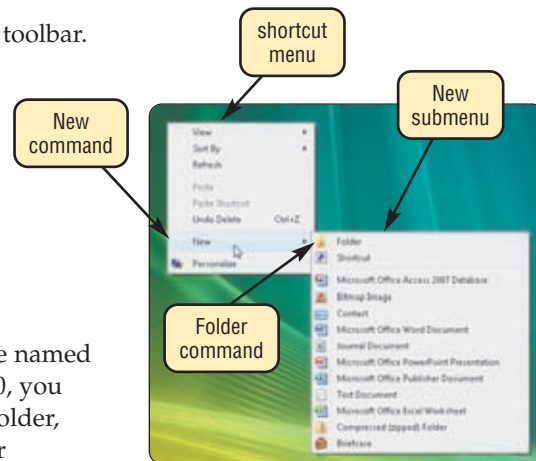 toolbar.
shortcut
menu
New
submenu
New
command
View
Sort By
Refresh
Paste
Paste Shortcut
Undo Delete Ctrl+Z
New
Personalize
Folder
Shortcut
Microsoft Office Access 2007 Database
Bitmap Image
Contact
Microsoft Office Word Document
Journal Document
Microsoft Office PowerPoint Presentation
Microsoft Office Publisher Document
Text Document
Microsoft Office Excel Worksheet
Compressed (zipped) Folder
Briefcase
Folder
command
e named
0, you
older,
r